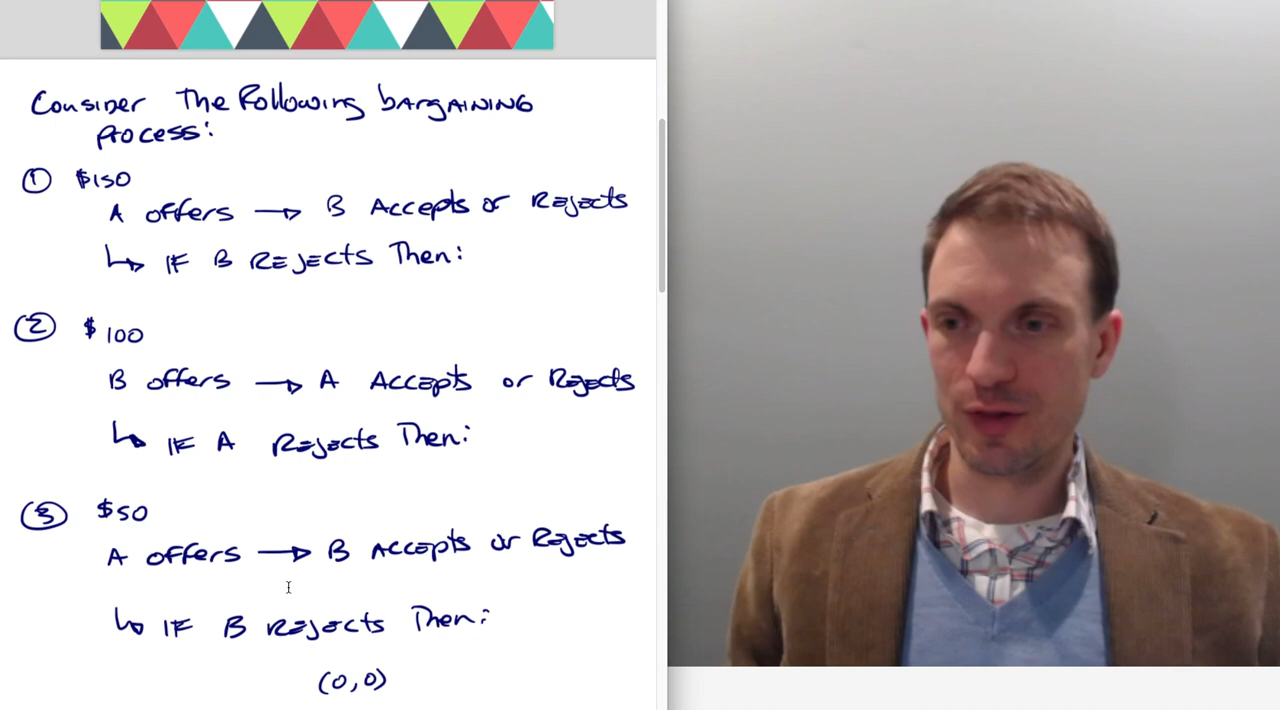 Consider The Following bargaining
Process:
① $150
A offers → B Accepts or Rejects
↳ IF B Rejects Then:
② $100
B offers → A Accepts or Rejects
↳ IF A Rejects Then:
③ $50
A offers → B Accepts or Rejects
↳ IF B Rejects Then:
(0,0)